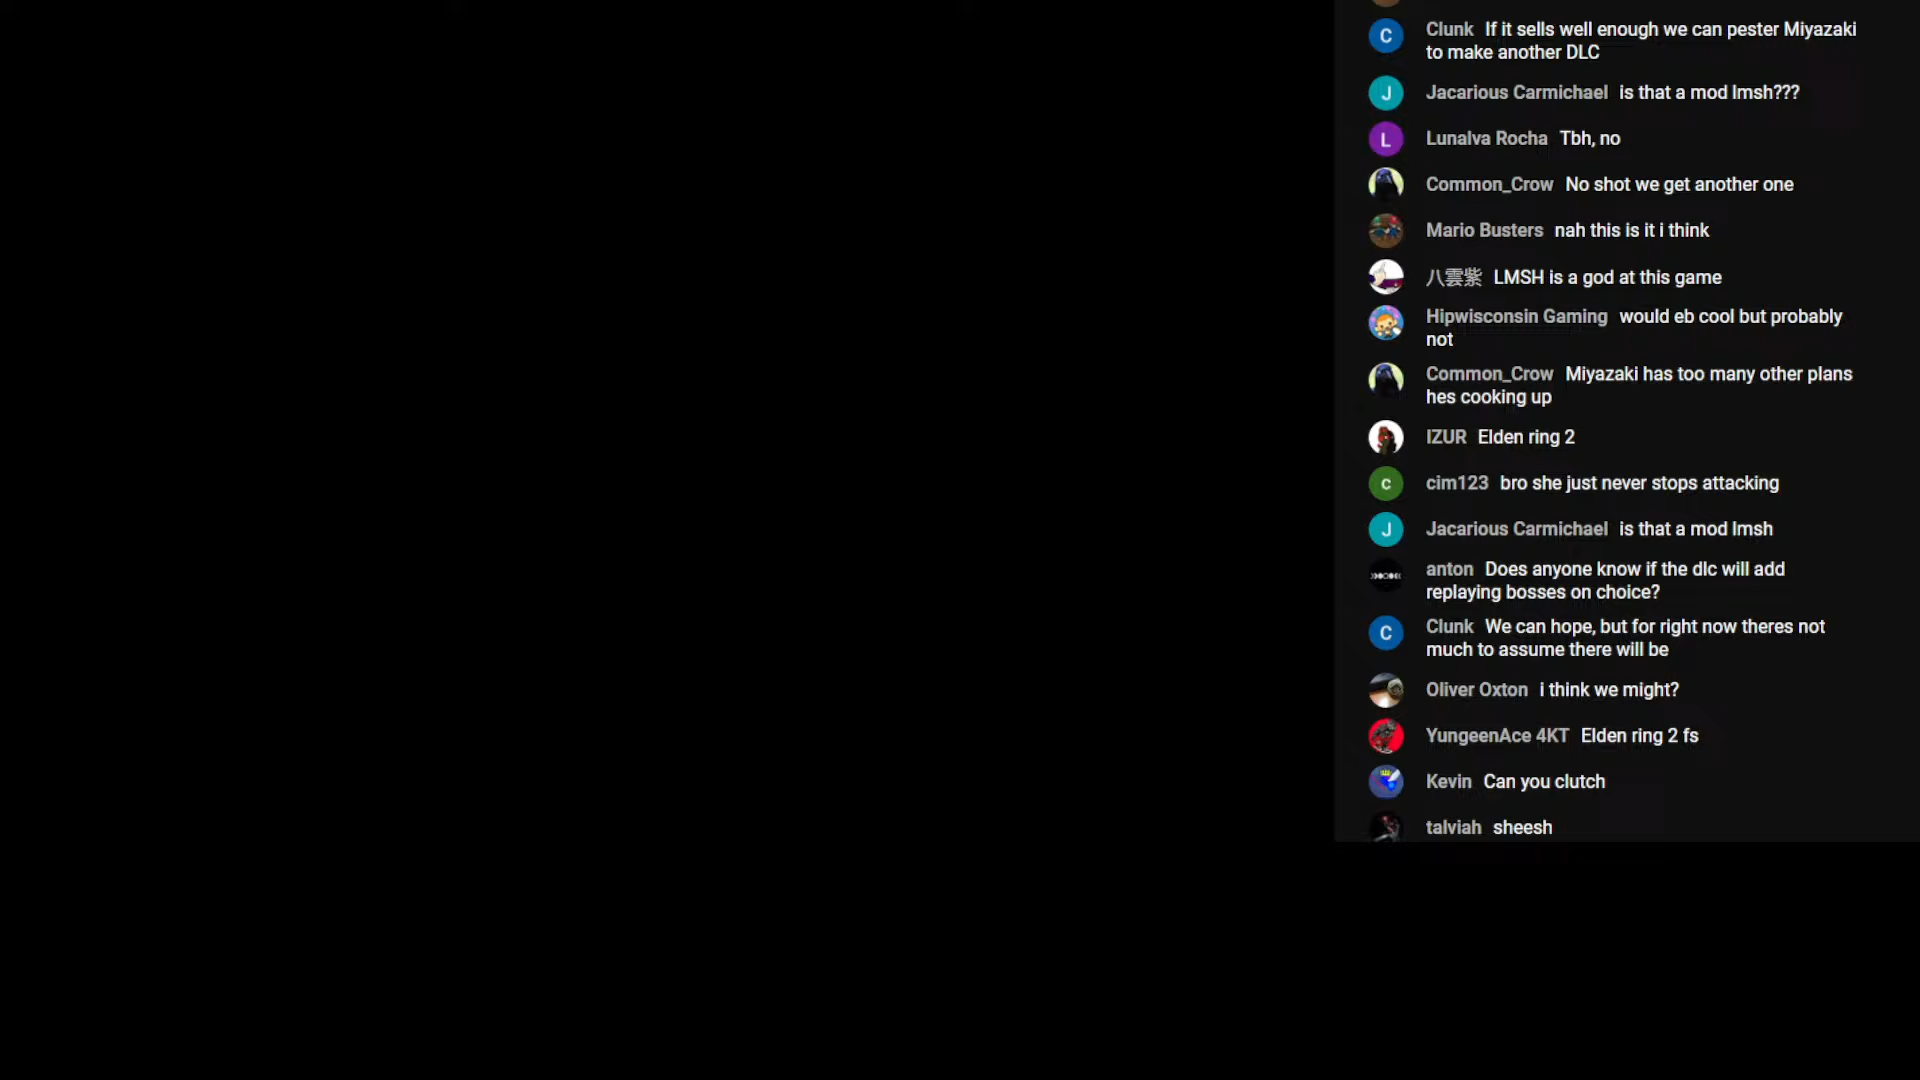 Clunk If it sells well enough we can pester Miyazaki
to make another DLC
Jacarious Carmichael is that a mod lmsh???
Lunalva Rocha Tbh, no
Common_Crow No shot we get another one
Mario Busters nah this is it i think
八雲紫 LMSH is a god at this game
Hipwisconsin Gaming would eb cool but probably
not
Common_Crow Miyazaki has too many other plans
hes cooking up
IZUR Elden ring 2
cim123 bro she just never stops attacking
Jacarious Carmichael is that a mod lmsh
anton Does anyone know if the dlc will add
replaying bosses on choice?
Clunk We can hope, but for right now theres not
much to assume there will be
Oliver Oxton i think we might?
YungeenAce 4KT Elden ring 2 fs
Kevin Can you clutch
talviah sheesh